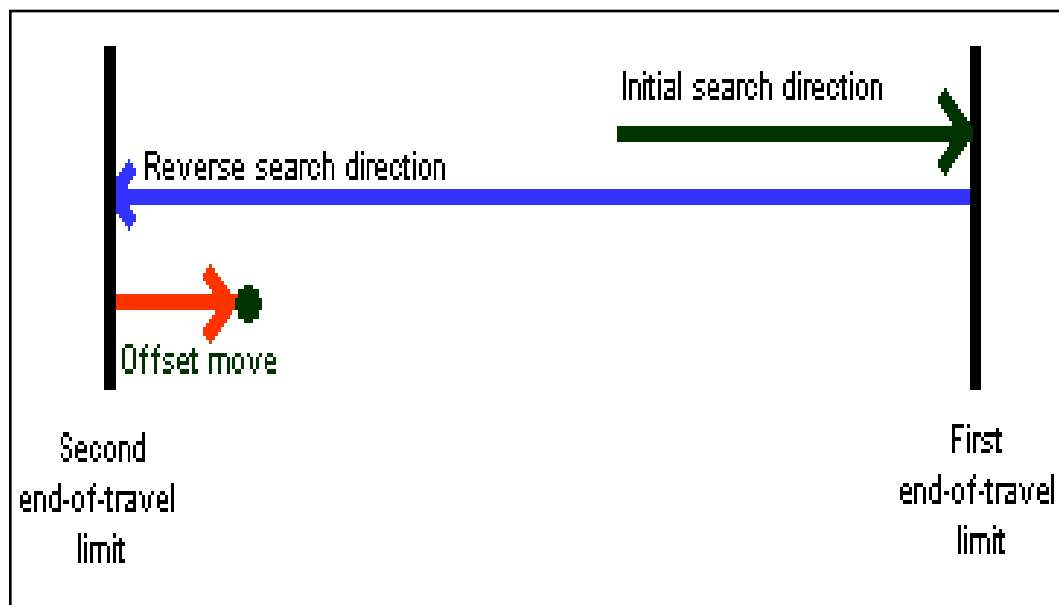 Initial search direction
Reverse search direction
Offset move
Second
end-of-travel
limit
First
end-of-travel
limit